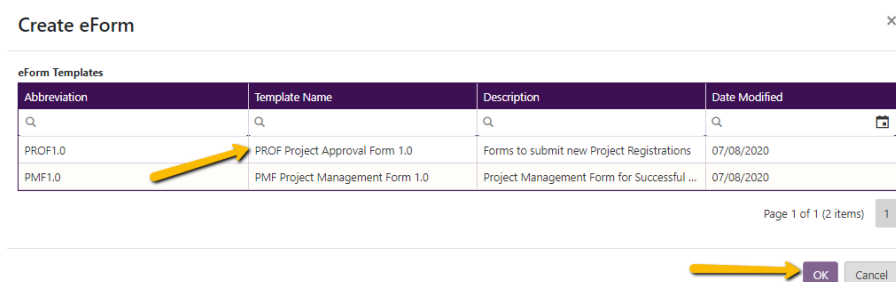 Create eForm
eForm Templates
Abbreviation Template Name Description Date Modified
PROF1.0 PROF Project Approval Form 1.0 Forms to submit new Project Registrations 07/08/2020
PMF1.0 PMF Project Management Form 1.0 Project Management Form for Successful ... 07/08/2020
Page 1 of 1 (2 items) 1
OK Cancel